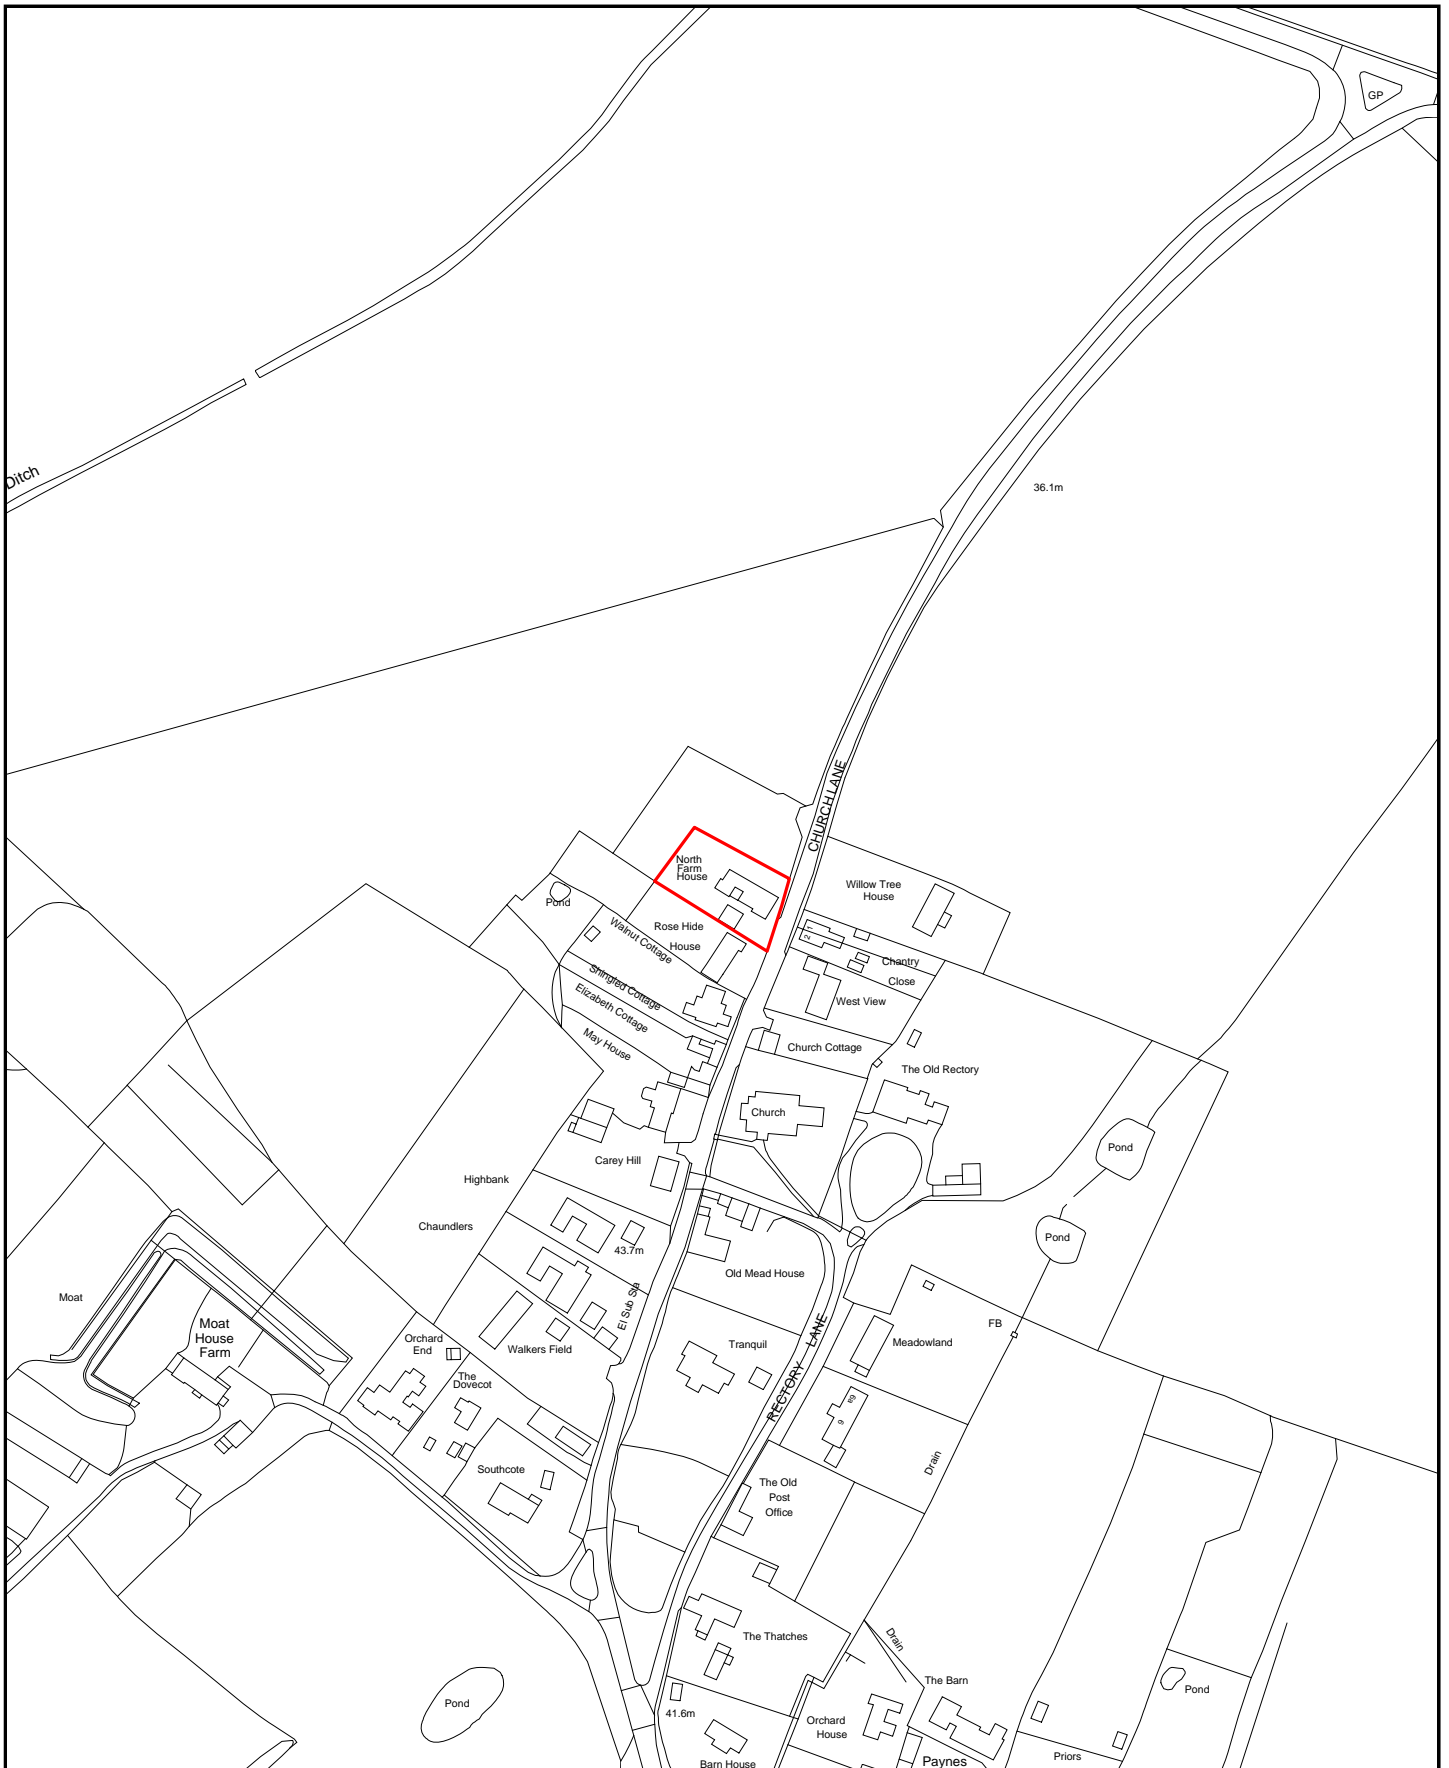 GP
Ditch
36.1m
CHURCH LANE
North
Farm
House
Willow Tree
House
Pond
Walnut Cottage
Rose Hide
House
1
2
Chantry
Close
Shingled Cottage
Elizabeth Cottage
West View
May House
Church Cottage
The Old Rectory
Church
Pond
Carey Hill
Highbank
Chaundlers
43.7m
Pond
Old Mead House
Moat
El Sub Sta
Moat
House
Farm
Orchard
End
Walkers Field
Tranquil
RECTORY LANE
Meadowland
FB
The
Dovecot
6
Drain
Southcote
The Old
Post
Office
The Thatches
Drain
The Barn
Pond
Pond
41.6m
Orchard
House
Barn House
Paynes
Priors